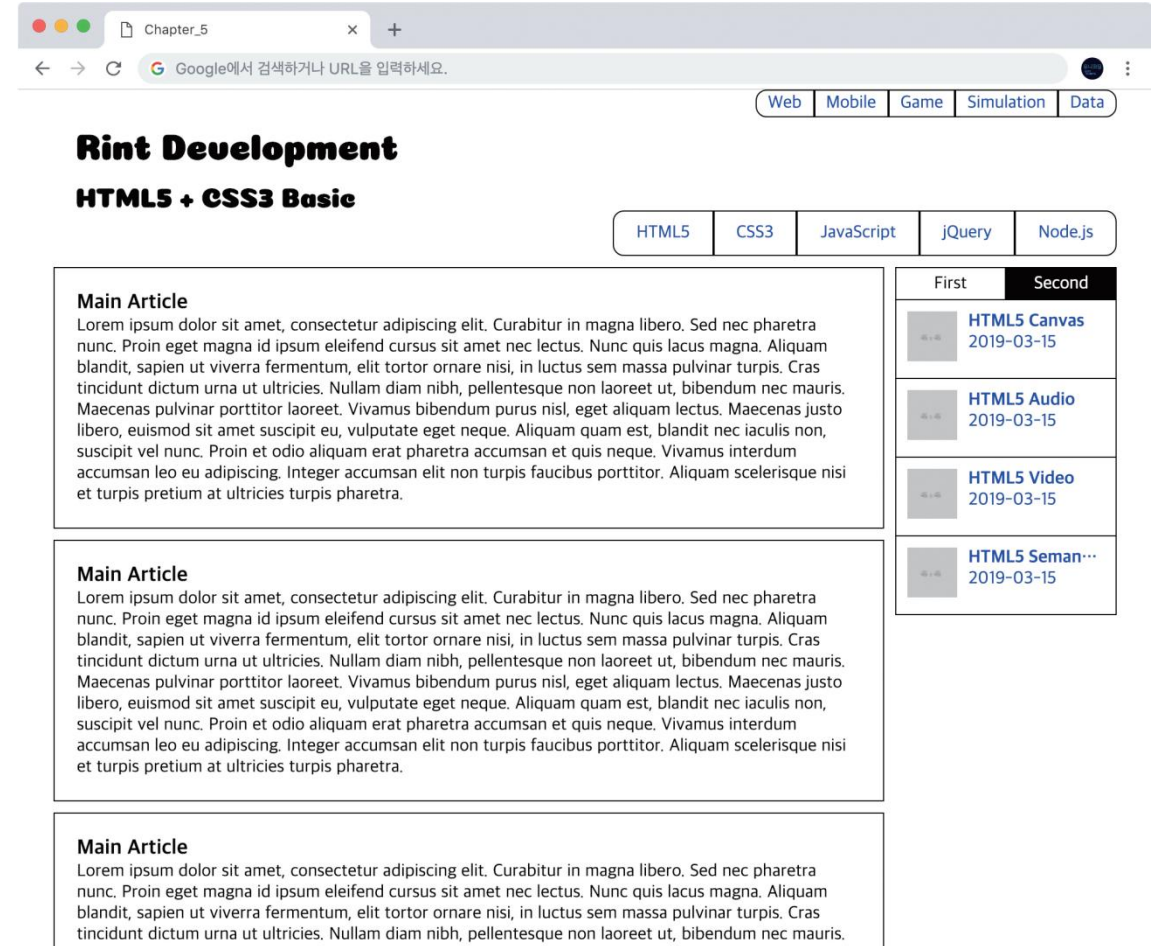 Chapter_5
Google에서 검색하거나 URL을 입력하세요.
Web Mobile Game Simulation Data
Rint Development
HTML5 + CSS3 Basic
HTML5 CSS3 JavaScript jQuery Node.js
Main Article
Lorem ipsum dolor sit amet, consectetur adipiscing elit. Curabitur in magna libero. Sed nec pharetra
nunc. Proin eget magna id ipsum eleifend cursus sit amet nec lectus. Nunc quis lacus magna. Aliquam
blandit, sapien ut viverra fermentum, elit tortor ornare nisi, in luctus sem massa pulvinar turpis. Cras
tincidunt dictum urna ut ultricies. Nullam diam nibh, pellentesque non laoreet ut, bibendum nec mauris.
Maecenas pulvinar porttitor laoreet. Vivamus bibendum purus nisl, eget aliquam lectus. Maecenas justo
libero, euismod sit amet suscipit eu, vulputate eget neque. Aliquam quam est, blandit nec iaculis non,
suscipit vel nunc. Proin et odio aliquam erat pharetra accumsan et quis neque. Vivamus interdum
accumsan leo eu adipiscing. Integer accumsan elit non turpis faucibus porttitor. Aliquam scelerisque nisi
et turpis pretium at ultricies turpis pharetra.
Main Article
Lorem ipsum dolor sit amet, consectetur adipiscing elit. Curabitur in magna libero. Sed nec pharetra
nunc. Proin eget magna id ipsum eleifend cursus sit amet nec lectus. Nunc quis lacus magna. Aliquam
blandit, sapien ut viverra fermentum, elit tortor ornare nisi, in luctus sem massa pulvinar turpis. Cras
tincidunt dictum urna ut ultricies. Nullam diam nibh, pellentesque non laoreet ut, bibendum nec mauris.
Maecenas pulvinar porttitor laoreet. Vivamus bibendum purus nisl, eget aliquam lectus. Maecenas justo
libero, euismod sit amet suscipit eu, vulputate eget neque. Aliquam quam est, blandit nec iaculis non,
suscipit vel nunc. Proin et odio aliquam erat pharetra accumsan et quis neque. Vivamus interdum
accumsan leo eu adipiscing. Integer accumsan elit non turpis faucibus porttitor. Aliquam scelerisque nisi
et turpis pretium at ultricies turpis pharetra.
Main Article
Lorem ipsum dolor sit amet, consectetur adipiscing elit. Curabitur in magna libero. Sed nec pharetra
nunc. Proin eget magna id ipsum eleifend cursus sit amet nec lectus. Nunc quis lacus magna. Aliquam
blandit, sapien ut viverra fermentum, elit tortor ornare nisi, in luctus sem massa pulvinar turpis. Cras
tincidunt dictum urna ut ultricies. Nullam diam nibh, pellentesque non laoreet ut, bibendum nec mauris.
First Second
HTML5 Canvas
2019-03-15
HTML5 Audio
2019-03-15
HTML5 Video
2019-03-15
HTML5 Seman…
2019-03-15